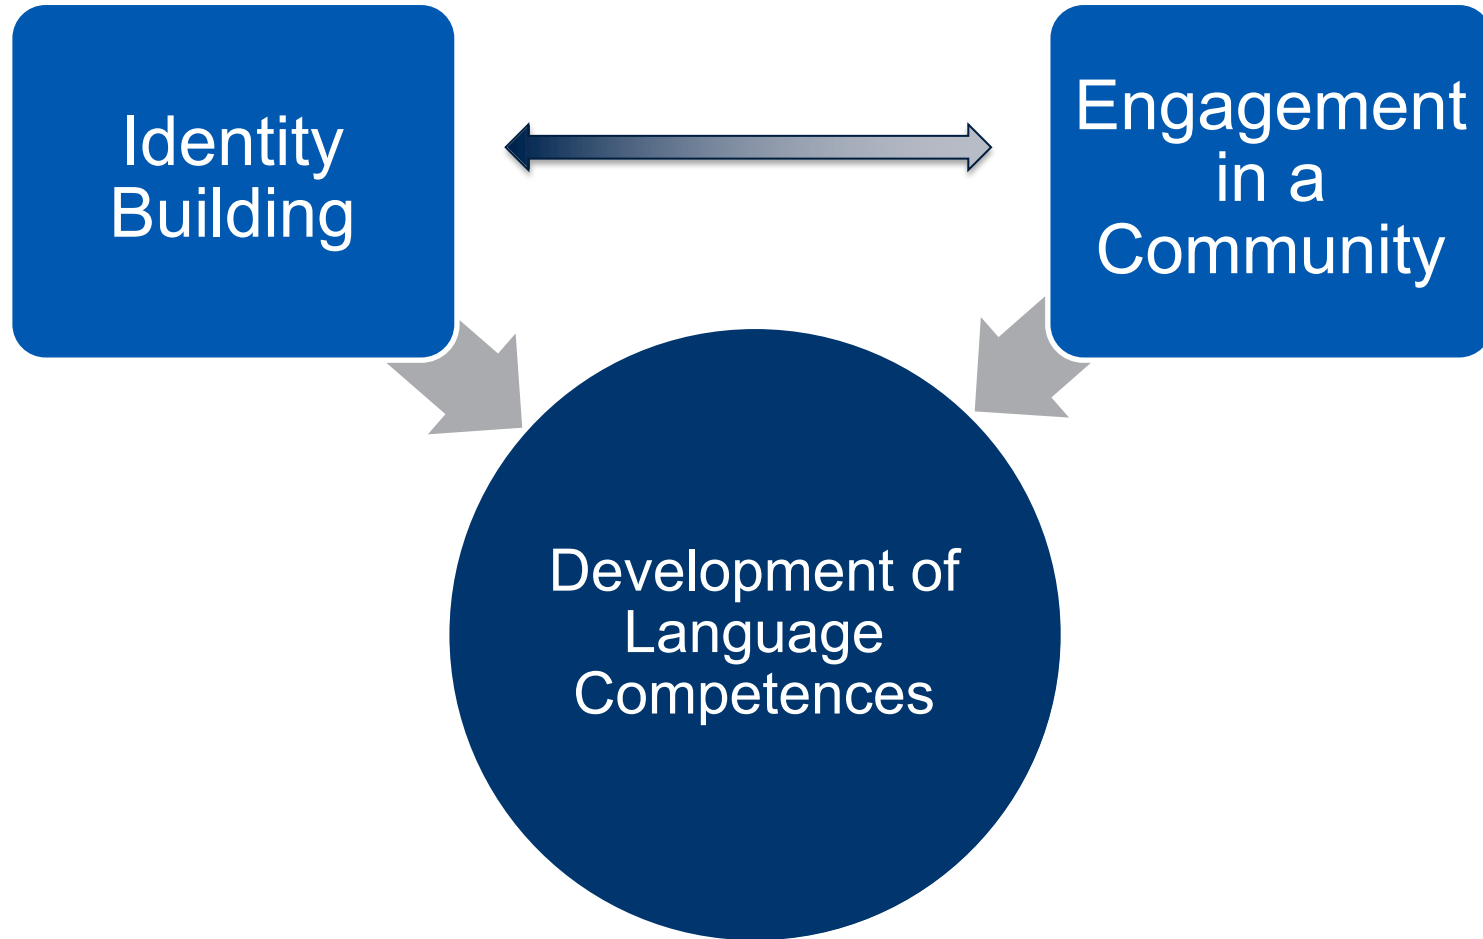 Identity
Building
Engagement
in a
Community
Development of
Language
Competences